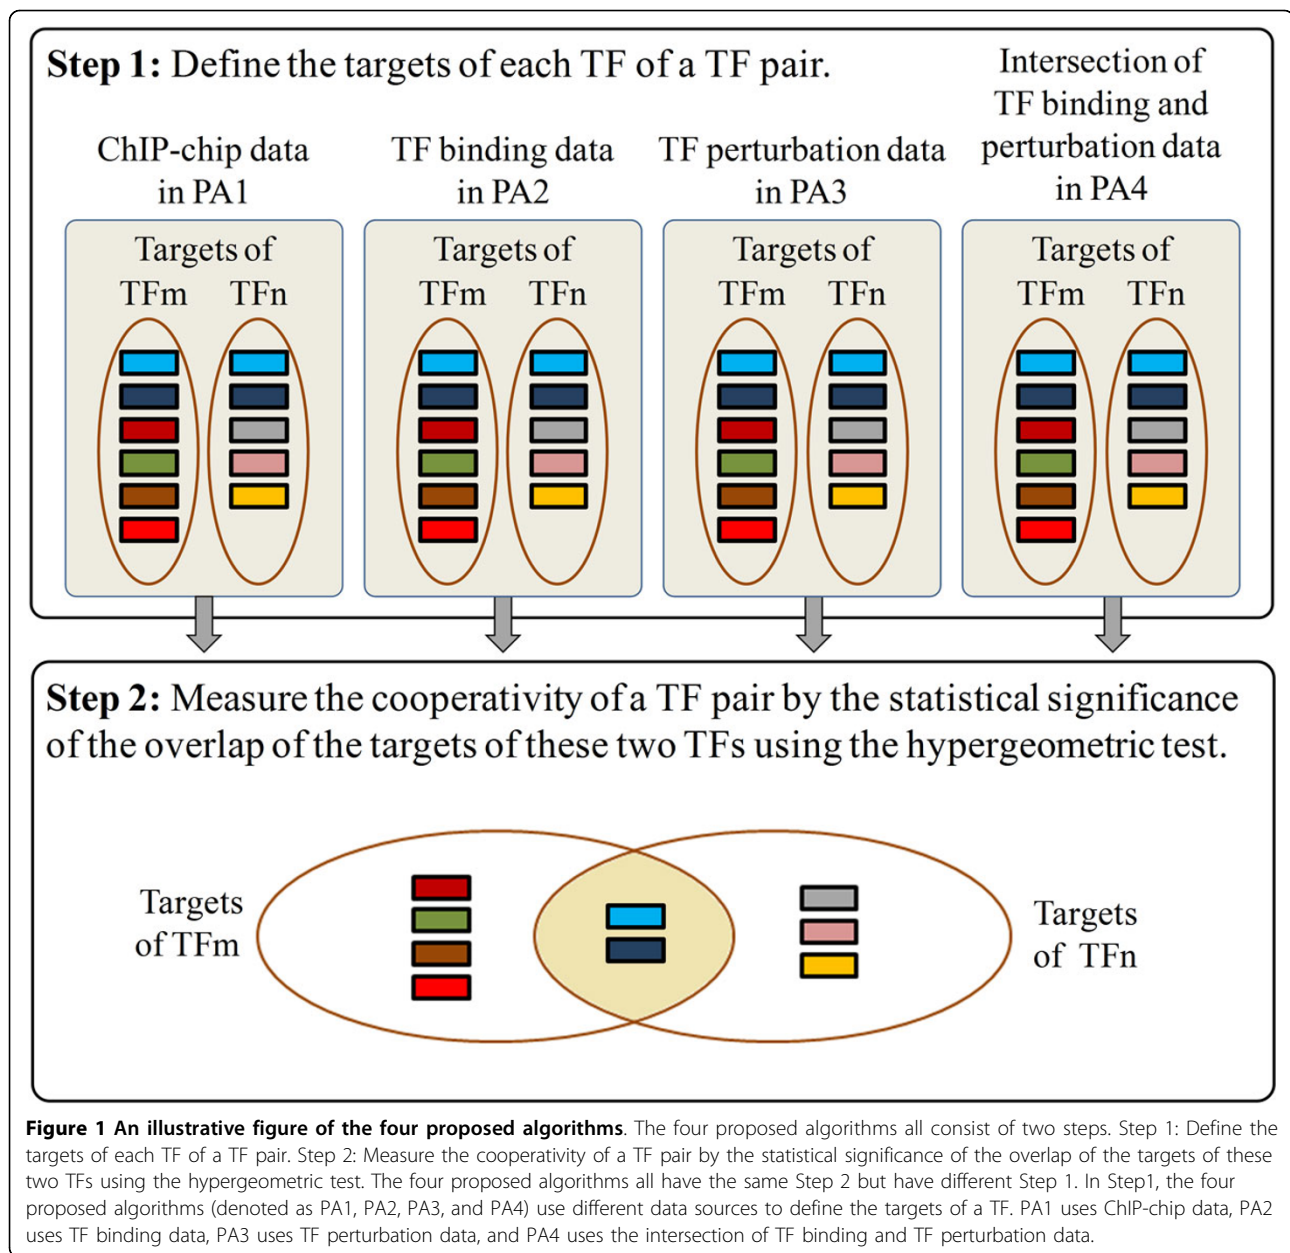 Step 1: Define the targets of each TF of a TF pair.
ChIP-chip data
in PA1
TF binding data
in PA2
TF perturbation data
in PA3
Intersection of
TF binding and
perturbation data
in PA4
Targets of
TFm TFn
Targets of
TFm TFn
Targets of
TFm TFn
Targets of
TFm TFn
Step 2: Measure the cooperativity of a TF pair by the statistical significance
of the overlap of the targets of these two TFs using the hypergeometric test.
Targets
of TFm
Targets
of TFn
Figure 1 An illustrative figure of the four proposed algorithms. The four proposed algorithms all consist of two steps. Step 1: Define the
targets of each TF of a TF pair. Step 2: Measure the cooperativity of a TF pair by the statistical significance of the overlap of the targets of these
two TFs using the hypergeometric test. The four proposed algorithms all have the same Step 2 but have different Step 1. In Step1, the four
proposed algorithms (denoted as PA1, PA2, PA3, and PA4) use different data sources to define the targets of a TF. PA1 uses ChIP-chip data, PA2
uses TF binding data, PA3 uses TF perturbation data, and PA4 uses the intersection of TF binding and TF perturbation data.